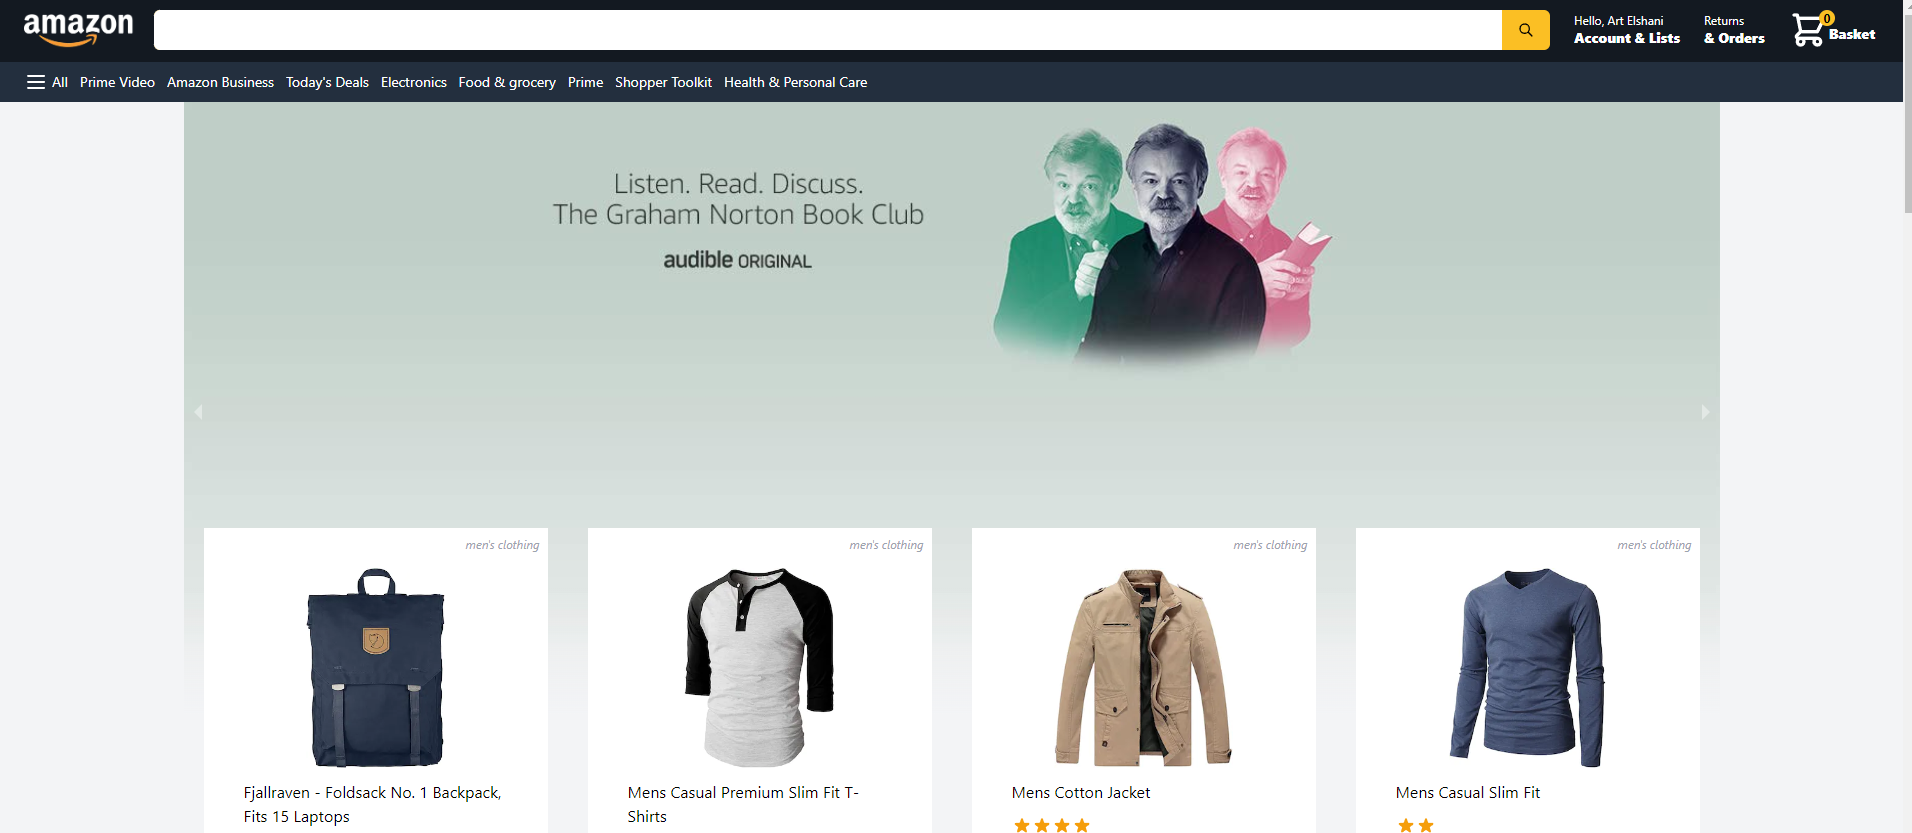 amazon
Hello, Art Elshani
Account & Lists
Returns
& Orders
0
Basket
All Prime Video Amazon Business Today's Deals Electronics Food & grocery Prime Shopper Toolkit Health & Personal Care
Listen. Read. Discuss.
The Graham Norton Book Club
audible ORIGINAL
men's clothing
Fjallraven - Foldsack No. 1 Backpack,
Fits 15 Laptops
men's clothing
Mens Casual Premium Slim Fit T-
Shirts
men's clothing
Mens Cotton Jacket
men's clothing
Mens Casual Slim Fit